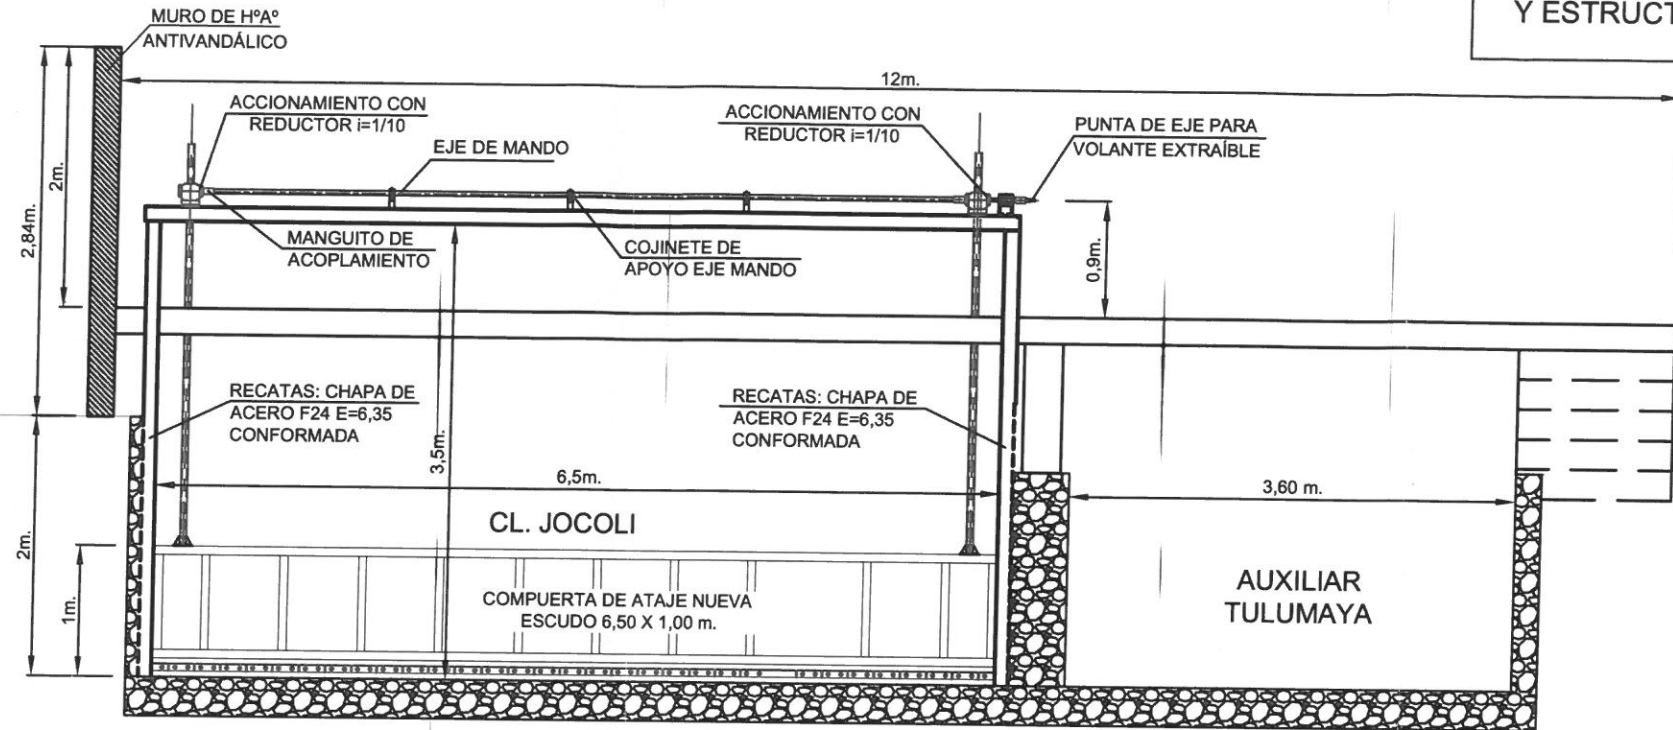 Y ESTRUCT
MURO DE HºAº
ANTIVANDÁLICO
12m.
ACCIONAMIENTO CON
REDUCTOR i=1/10
ACCIONAMIENTO CON
REDUCTOR i=1/10
PUNTA DE EJE PARA
VOLANTE EXTRAÍBLE
EJE DE MANDO
2m.
2,84m.
MANGUITO DE
ACOPLAMIENTO
COJINETE DE
APOYO EJE MANDO
0,9m.
RECATAS: CHAPA DE
ACERO F24 E=6,35
CONFORMADA
RECATAS: CHAPA DE
ACERO F24 E=6,35
CONFORMADA
3,5m.
6,5m.
3,60 m.
CL. JOCOLI
2m.
1m.
COMPUERTA DE ATAJE NUEVA
ESCUDO 6,50 X 1,00 m.
AUXILIAR
TULUMAYA